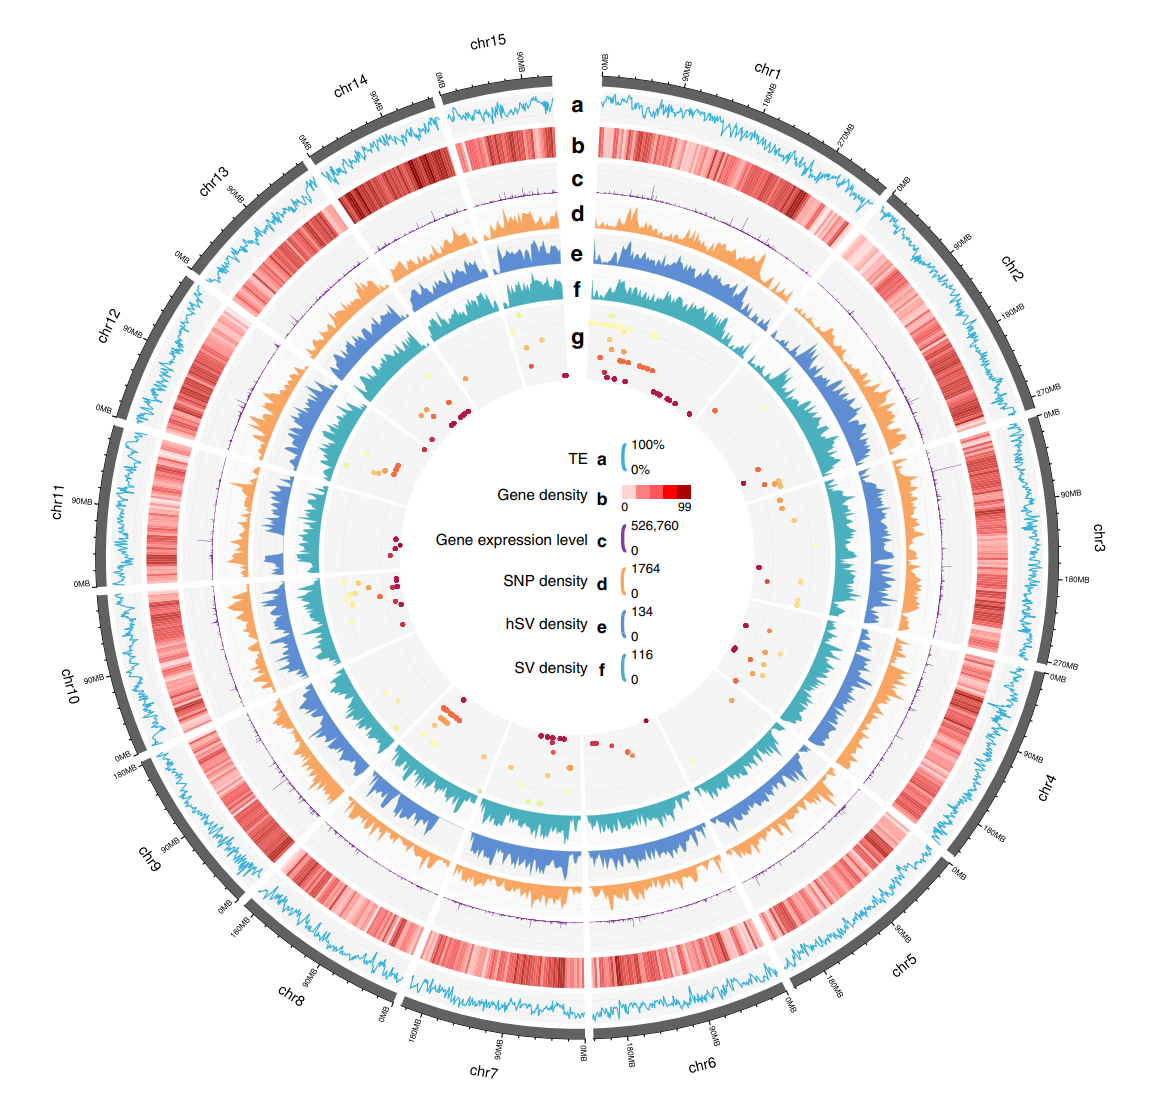 chr1
0MB
90MB
180MB
270MB
chr2
0MB
90MB
180MB
270MB
chr3
0MB
90MB
180MB
270MB
chr4
0MB
90MB
180MB
chr5
0MB
90MB
180MB
chr6
0MB
90MB
180MB
chr7
0MB
90MB
180MB
chr8
0MB
90MB
180MB
chr9
0MB
90MB
180MB
chr10
0MB
90MB
chr11
0MB
90MB
chr12
0MB
90MB
chr13
0MB
90MB
chr14
0MB
90MB
chr15
0MB
90MB
a
b
c
d
e
f
g
TE a 100% 0%
Gene density b 0 99
Gene expression level c 526,760 0
SNP density d 1764 0
hSV density e 134 0
SV density f 116 0